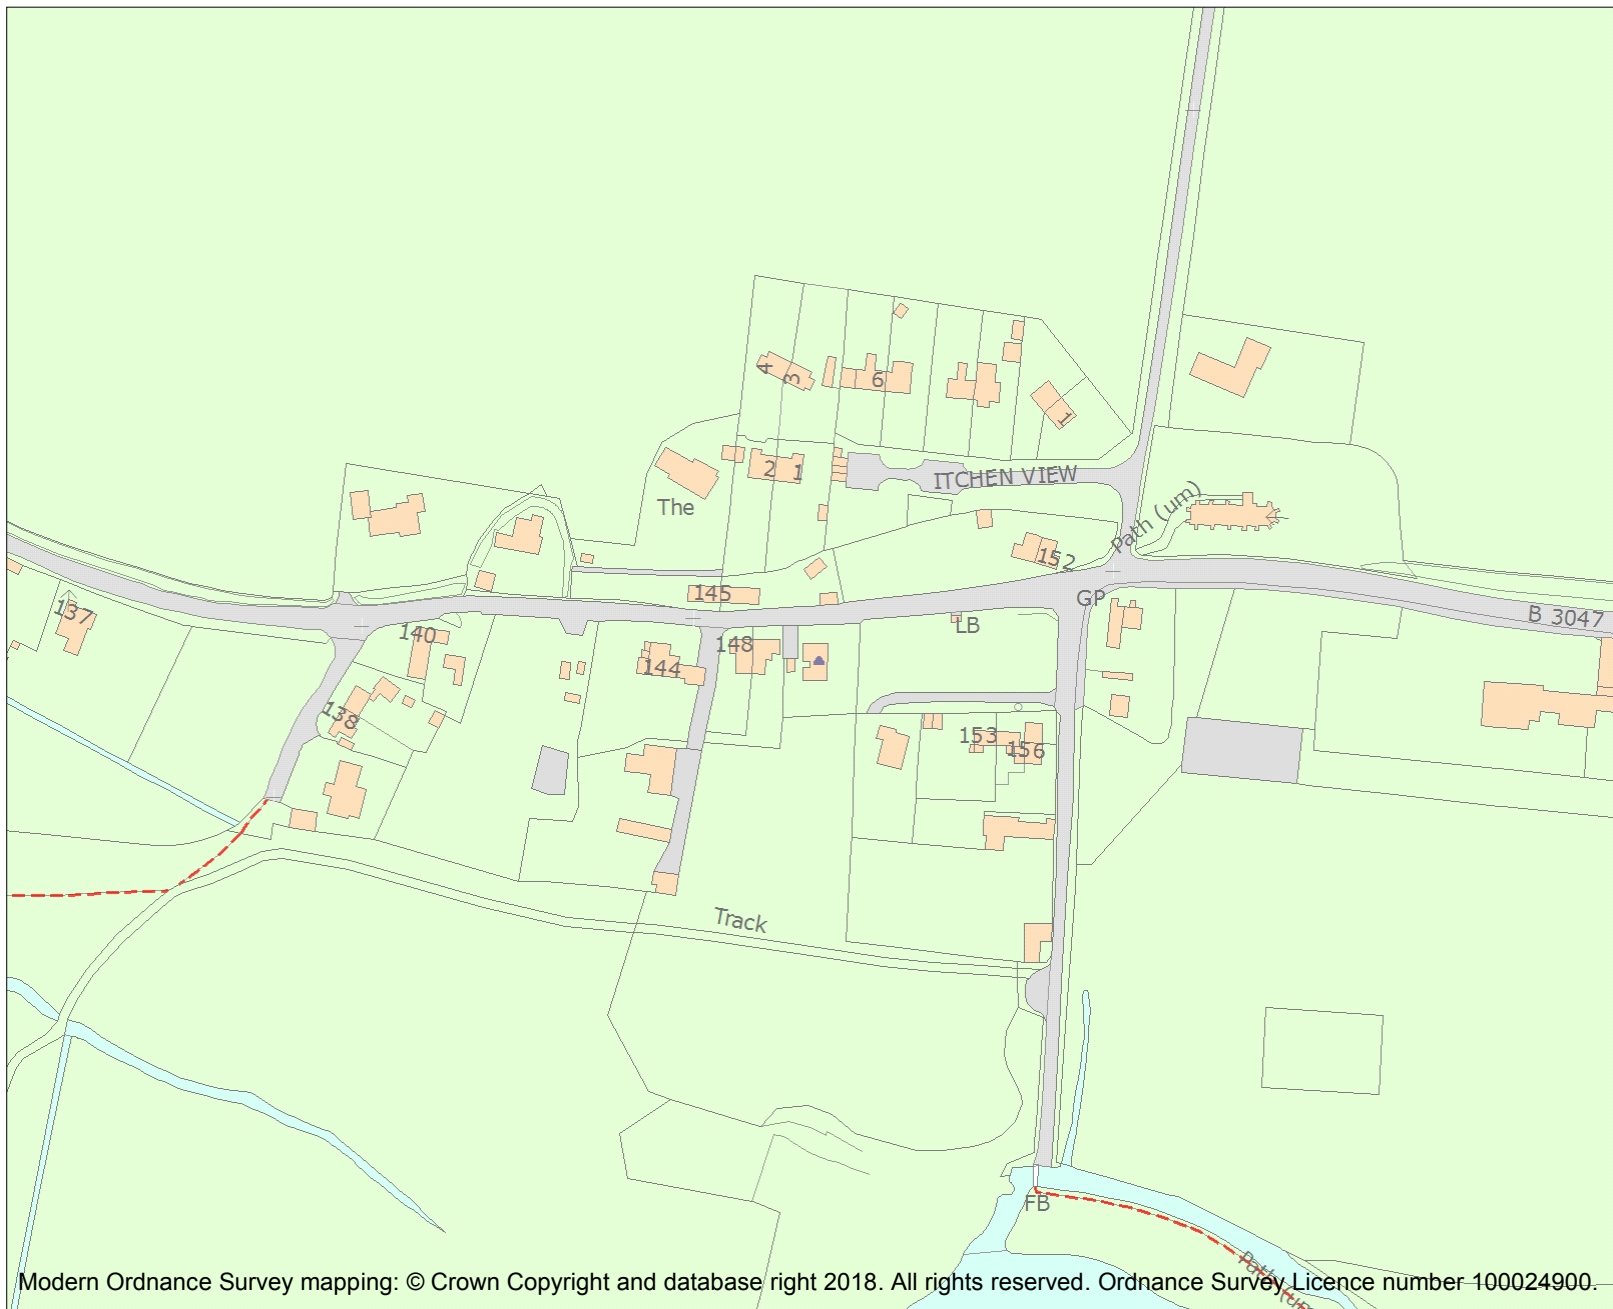 4
3
6
1
2
1
ITCHEN VIEW
The
Path (um)
152
145
GP
137
140
148
LB
B 3047
144
138
153
156
Track
FB
Path (um)
Modern Ordnance Survey mapping: © Crown Copyright and database right 2018. All rights reserved. Ordnance Survey Licence number 100024900.